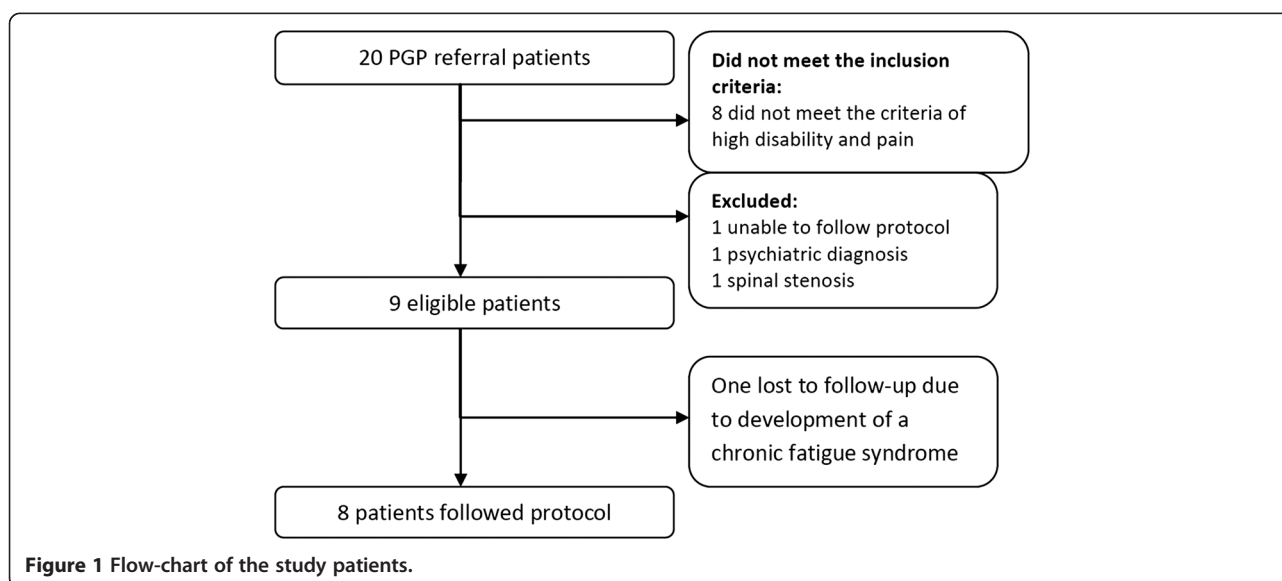 20 PGP referral patients
Did not meet the inclusion
criteria:
8 did not meet the criteria of
high disability and pain
Excluded:
1 unable to follow protocol
1 psychiatric diagnosis
1 spinal stenosis
9 eligible patients
One lost to follow-up due
to development of a
chronic fatigue syndrome
8 patients followed protocol
Figure 1 Flow-chart of the study patients.